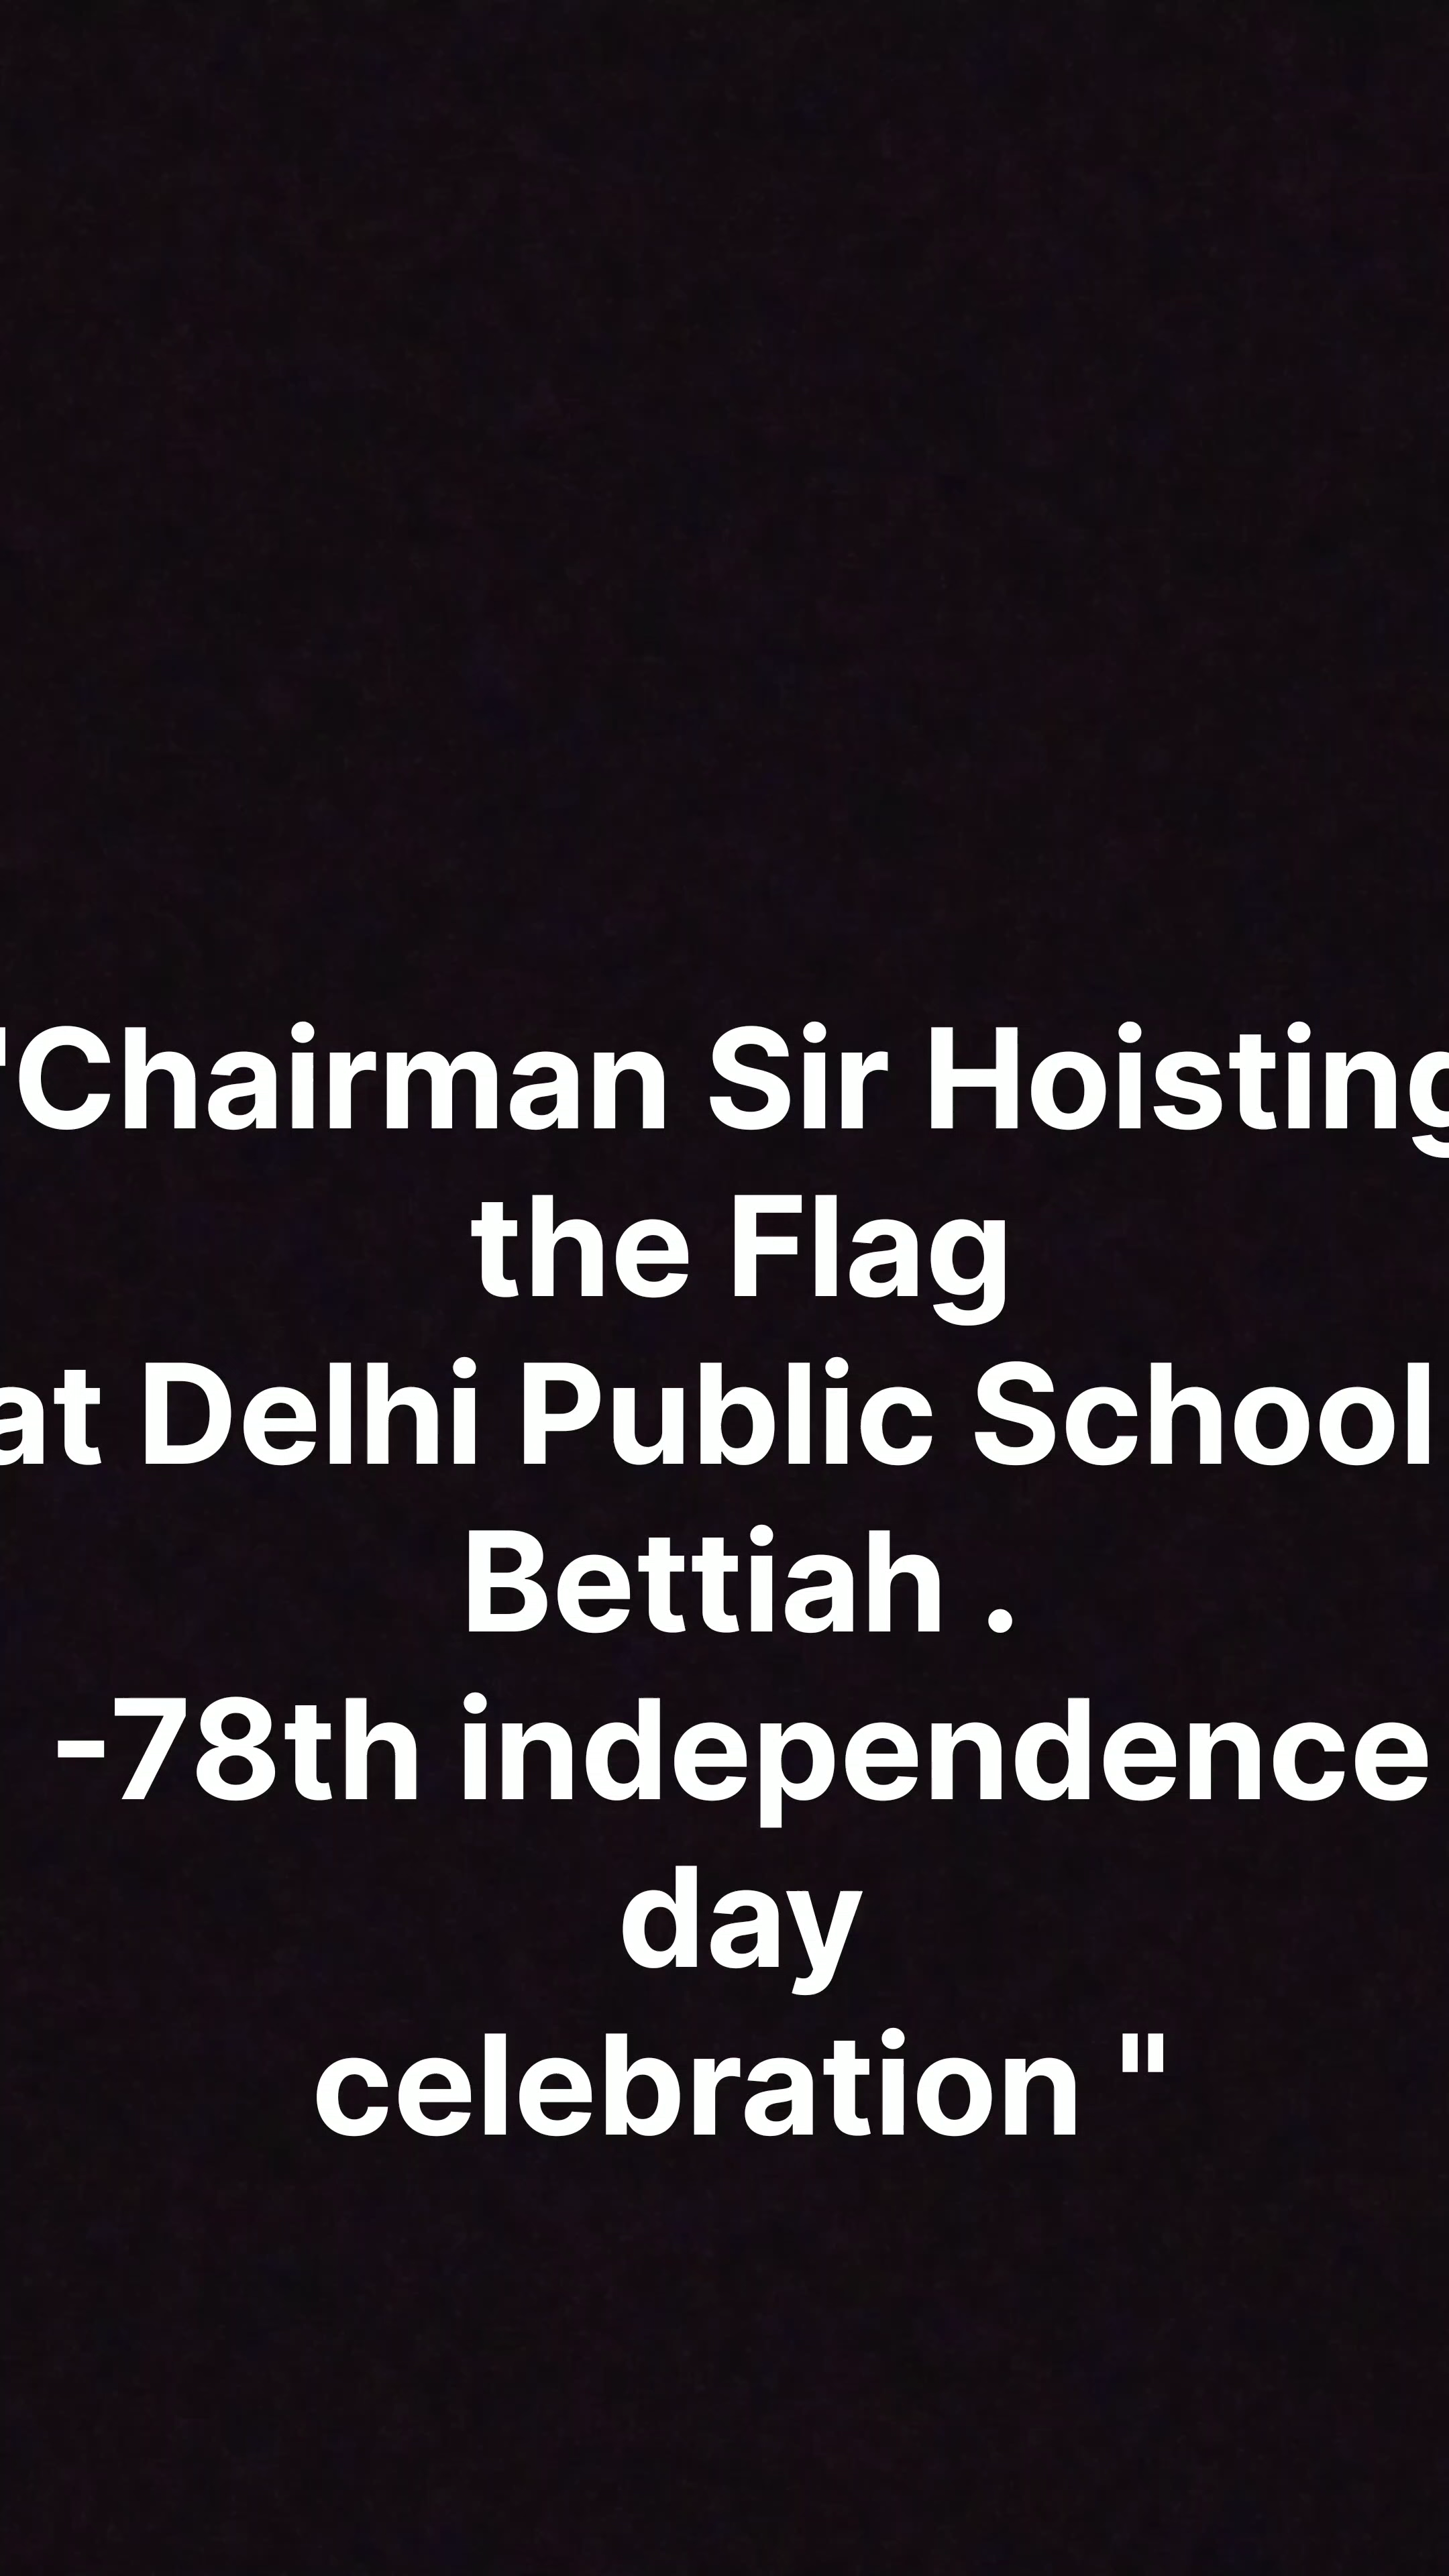 "Chairman Sir Hoisting
the Flag
at Delhi Public School
Bettiah .
-78th independence
day
celebration "